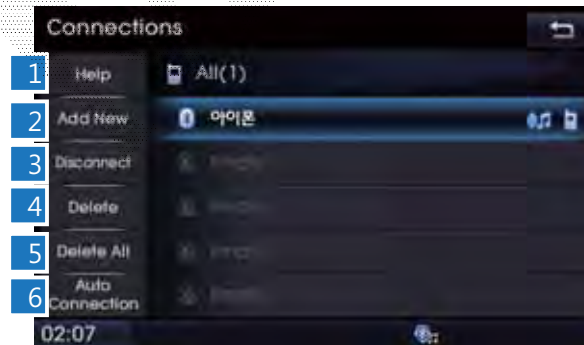 Connections
1 Help
All(1)
2 Add New
아이폰
3 Disconnect
4 Delete
5 Delete All
6 Auto
Connection
02:07